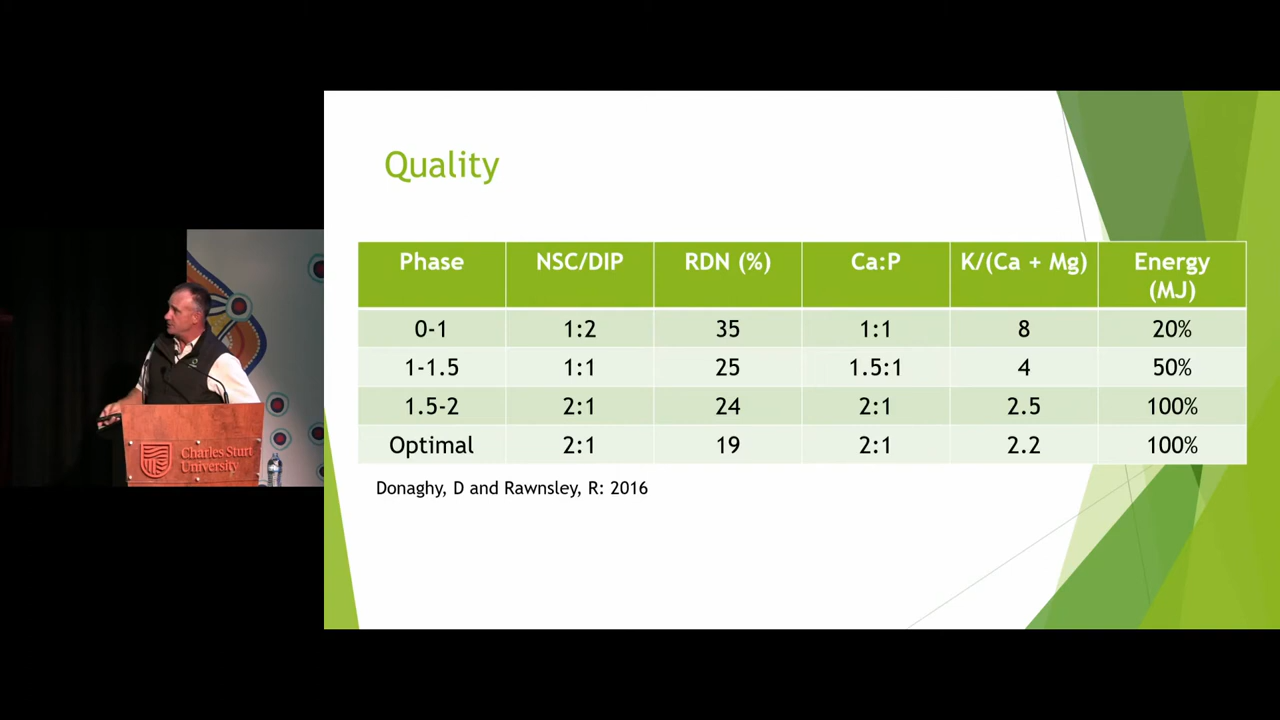 Quality
Phase NSC/DIP RDN (%) Ca:P K/(Ca + Mg) Energy (MJ)
0-1 1:2 35 1:1 8 20%
1-1.5 1:1 25 1.5:1 4 50%
1.5-2 2:1 24 2:1 2.5 100%
Optimal 2:1 19 2:1 2.2 100%
Donaghy, D and Rawnsley, R: 2016
Charles Sturt
University